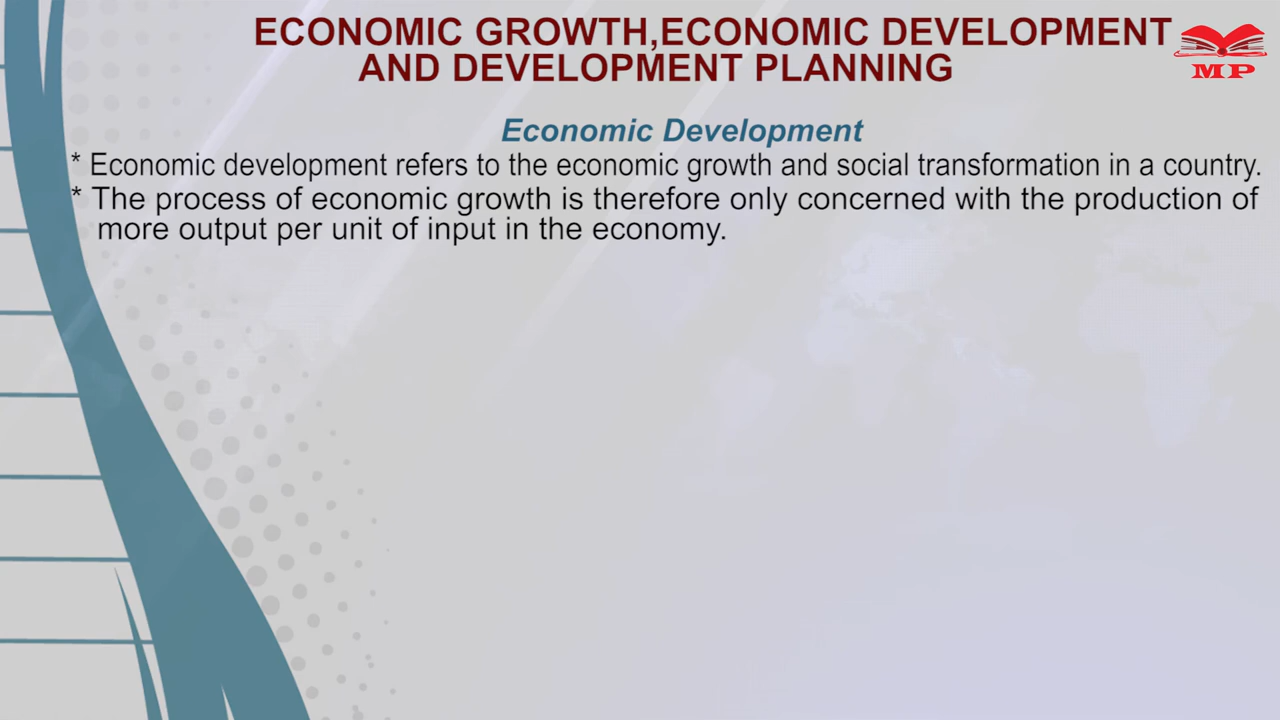 ECONOMIC GROWTH,ECONOMIC DEVELOPMENT
AND DEVELOPMENT PLANNING
MP
Economic Development
* Economic development refers to the economic growth and social transformation in a country.
* The process of economic growth is therefore only concerned with the production of
more output per unit of input in the economy.